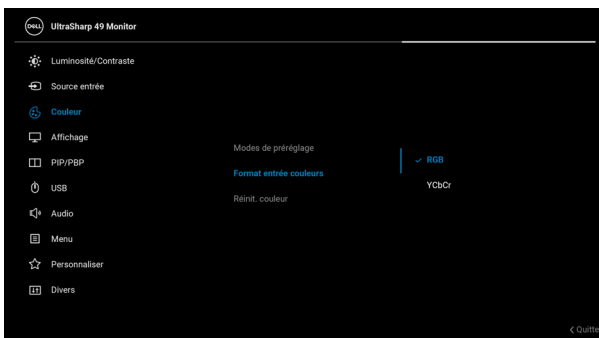 DELL UltraSharp 49 Monitor
Luminosité/Contraste
Source entrée
Couleur
Affichage
PIP/PBP
USB
Audio
Menu
Personnaliser
Divers
Modes de préréglage
Format entrée couleurs
Réinit. couleur
RGB
YCbCr
Quitte